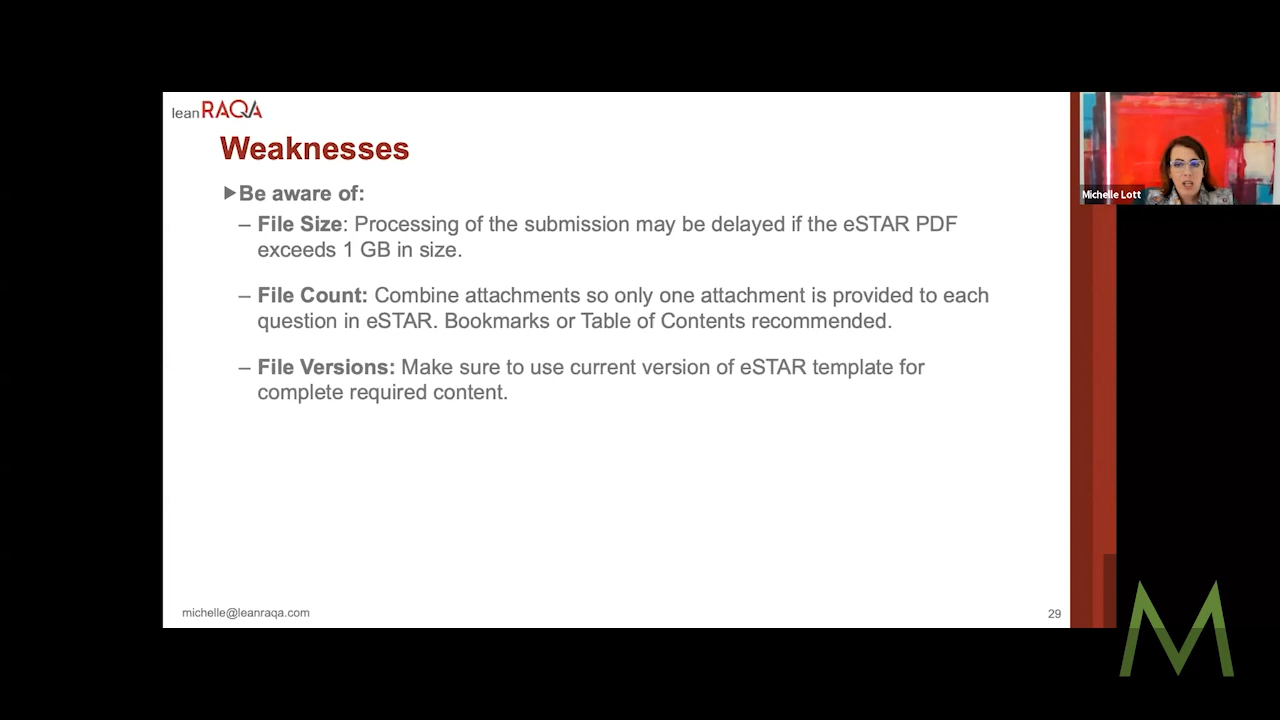 leanRAQA
Weaknesses
Be aware of:
– File Size: Processing of the submission may be delayed if the eSTAR PDF
exceeds 1 GB in size.
– File Count: Combine attachments so only one attachment is provided to each
question in eSTAR. Bookmarks or Table of Contents recommended.
– File Versions: Make sure to use current version of eSTAR template for
complete required content.
michelle@leanraqa.com
29
Michelle Lott
M